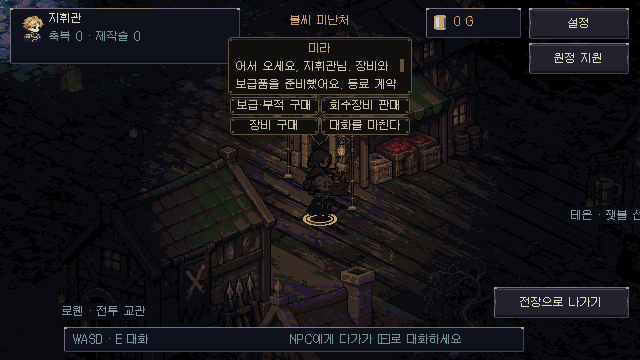 지휘관
축복 0 · 제작술 0
불씨 피난처
0 G
설정
원정 지원
미라
어서 오세요, 지휘관님. 장비와
보급품을 준비했어요. 동료 계약
보급·부적 구매
회수장비 판매
장비 구매
대화를 마친다
테온 · 잿불 선
전장으로 나가기
로웬 · 전투 교관
WASD · E 대화
NPC에게 다가가 E로 대화하세요